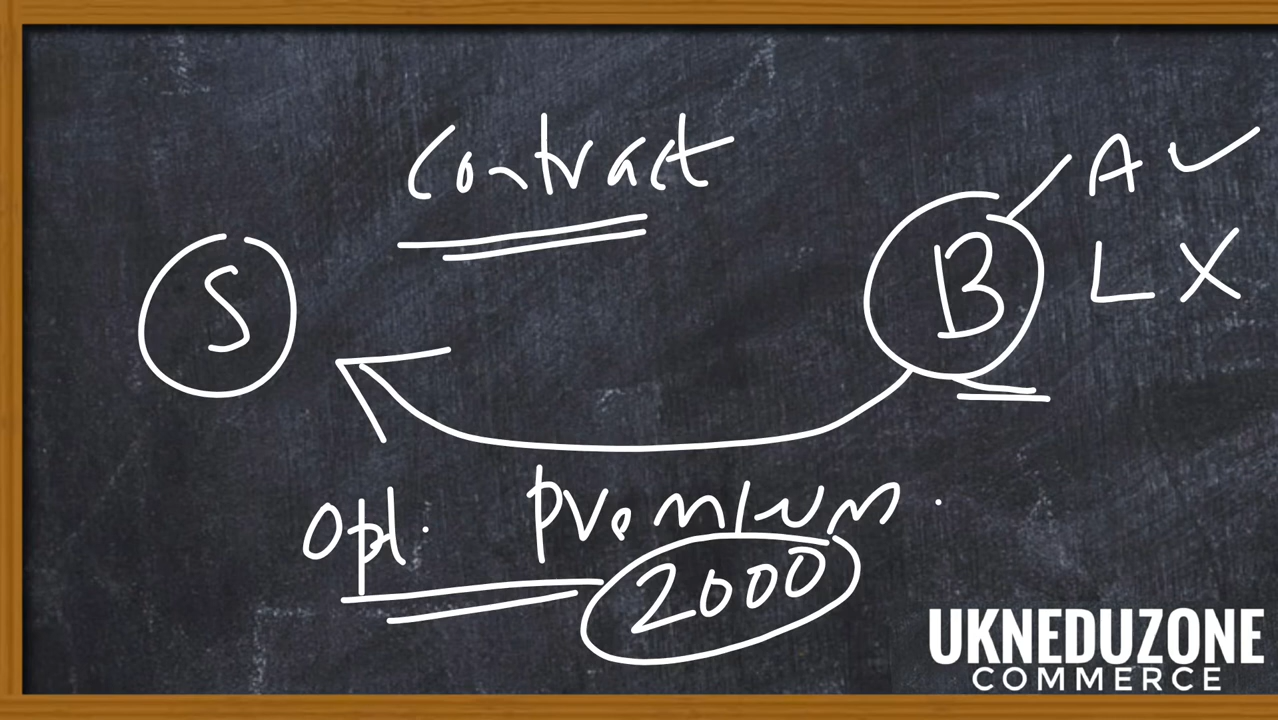 Contract
A ✓
S
B
L X
Opt. Premium.
2000
UKNEDUZONE
COMMERCE